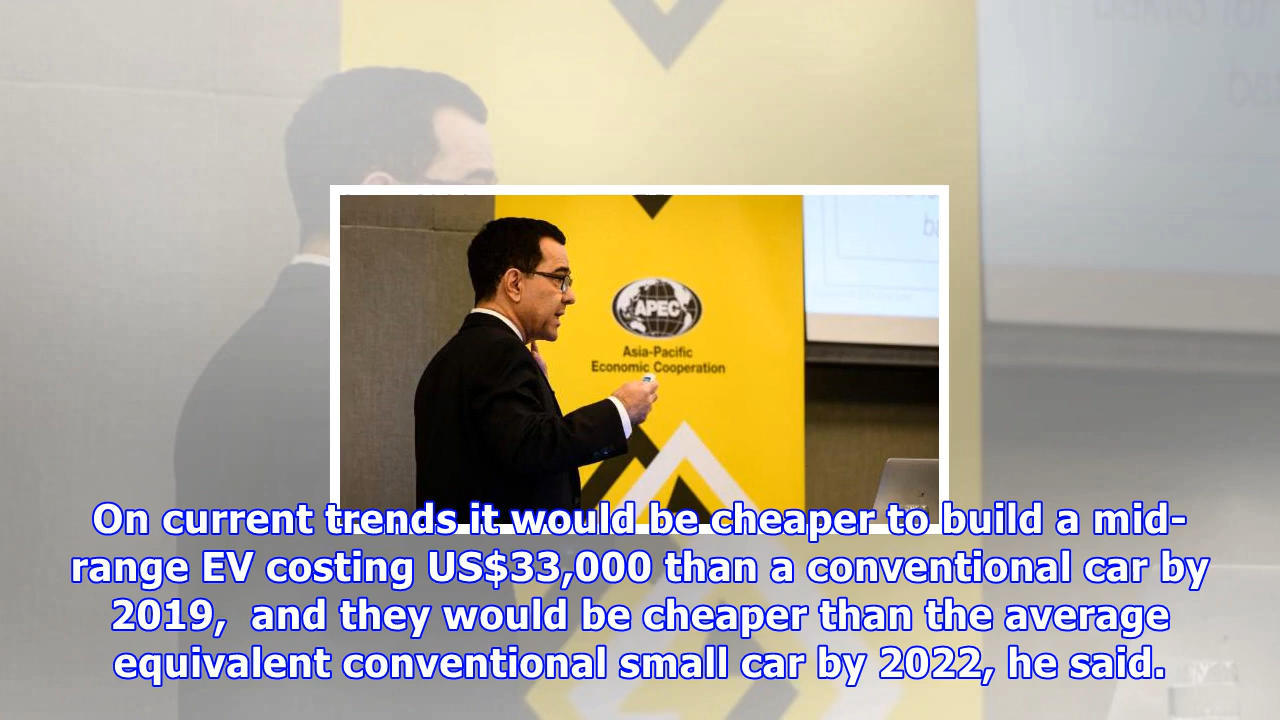 APEC
Asia-Pacific
Economic Cooperation
On current trends it would be cheaper to build a mid-
range EV costing US$33,000 than a conventional car by
2019,  and they would be cheaper than the average
equivalent conventional small car by 2022, he said.